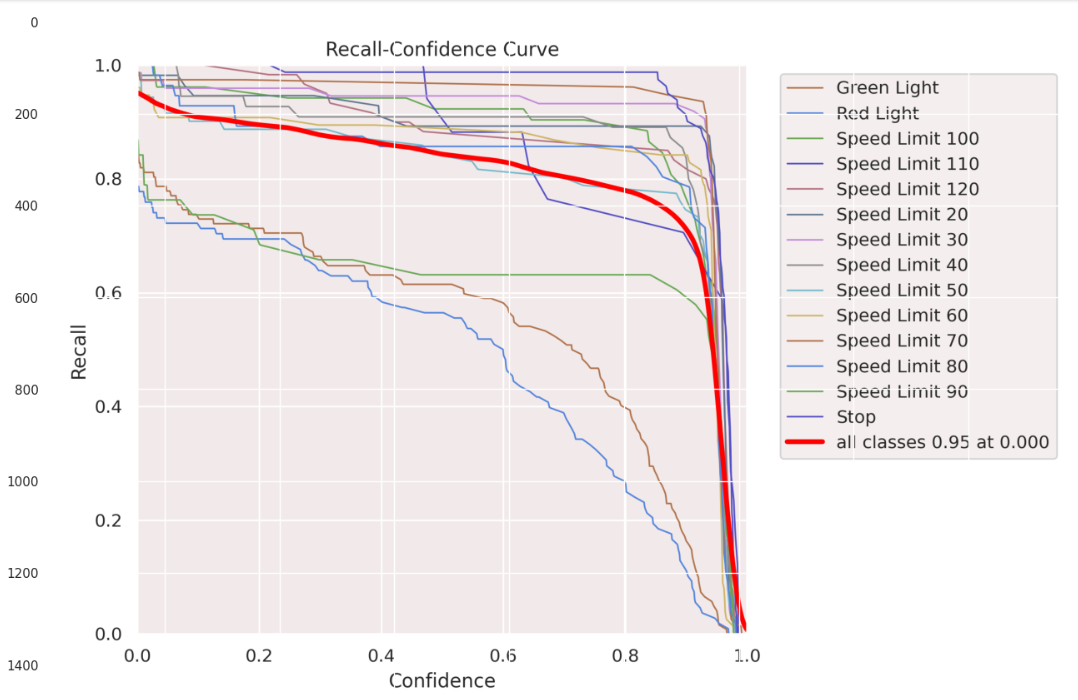 0
200
400
600
800
1000
1200
1400
Recall-Confidence Curve
1.0
0.8
0.6
0.4
0.2
0.0
Recall
0.0 0.2 0.4 0.6 0.8 1.0
Confidence
Green Light
Red Light
Speed Limit 100
Speed Limit 110
Speed Limit 120
Speed Limit 20
Speed Limit 30
Speed Limit 40
Speed Limit 50
Speed Limit 60
Speed Limit 70
Speed Limit 80
Speed Limit 90
Stop
all classes 0.95 at 0.000